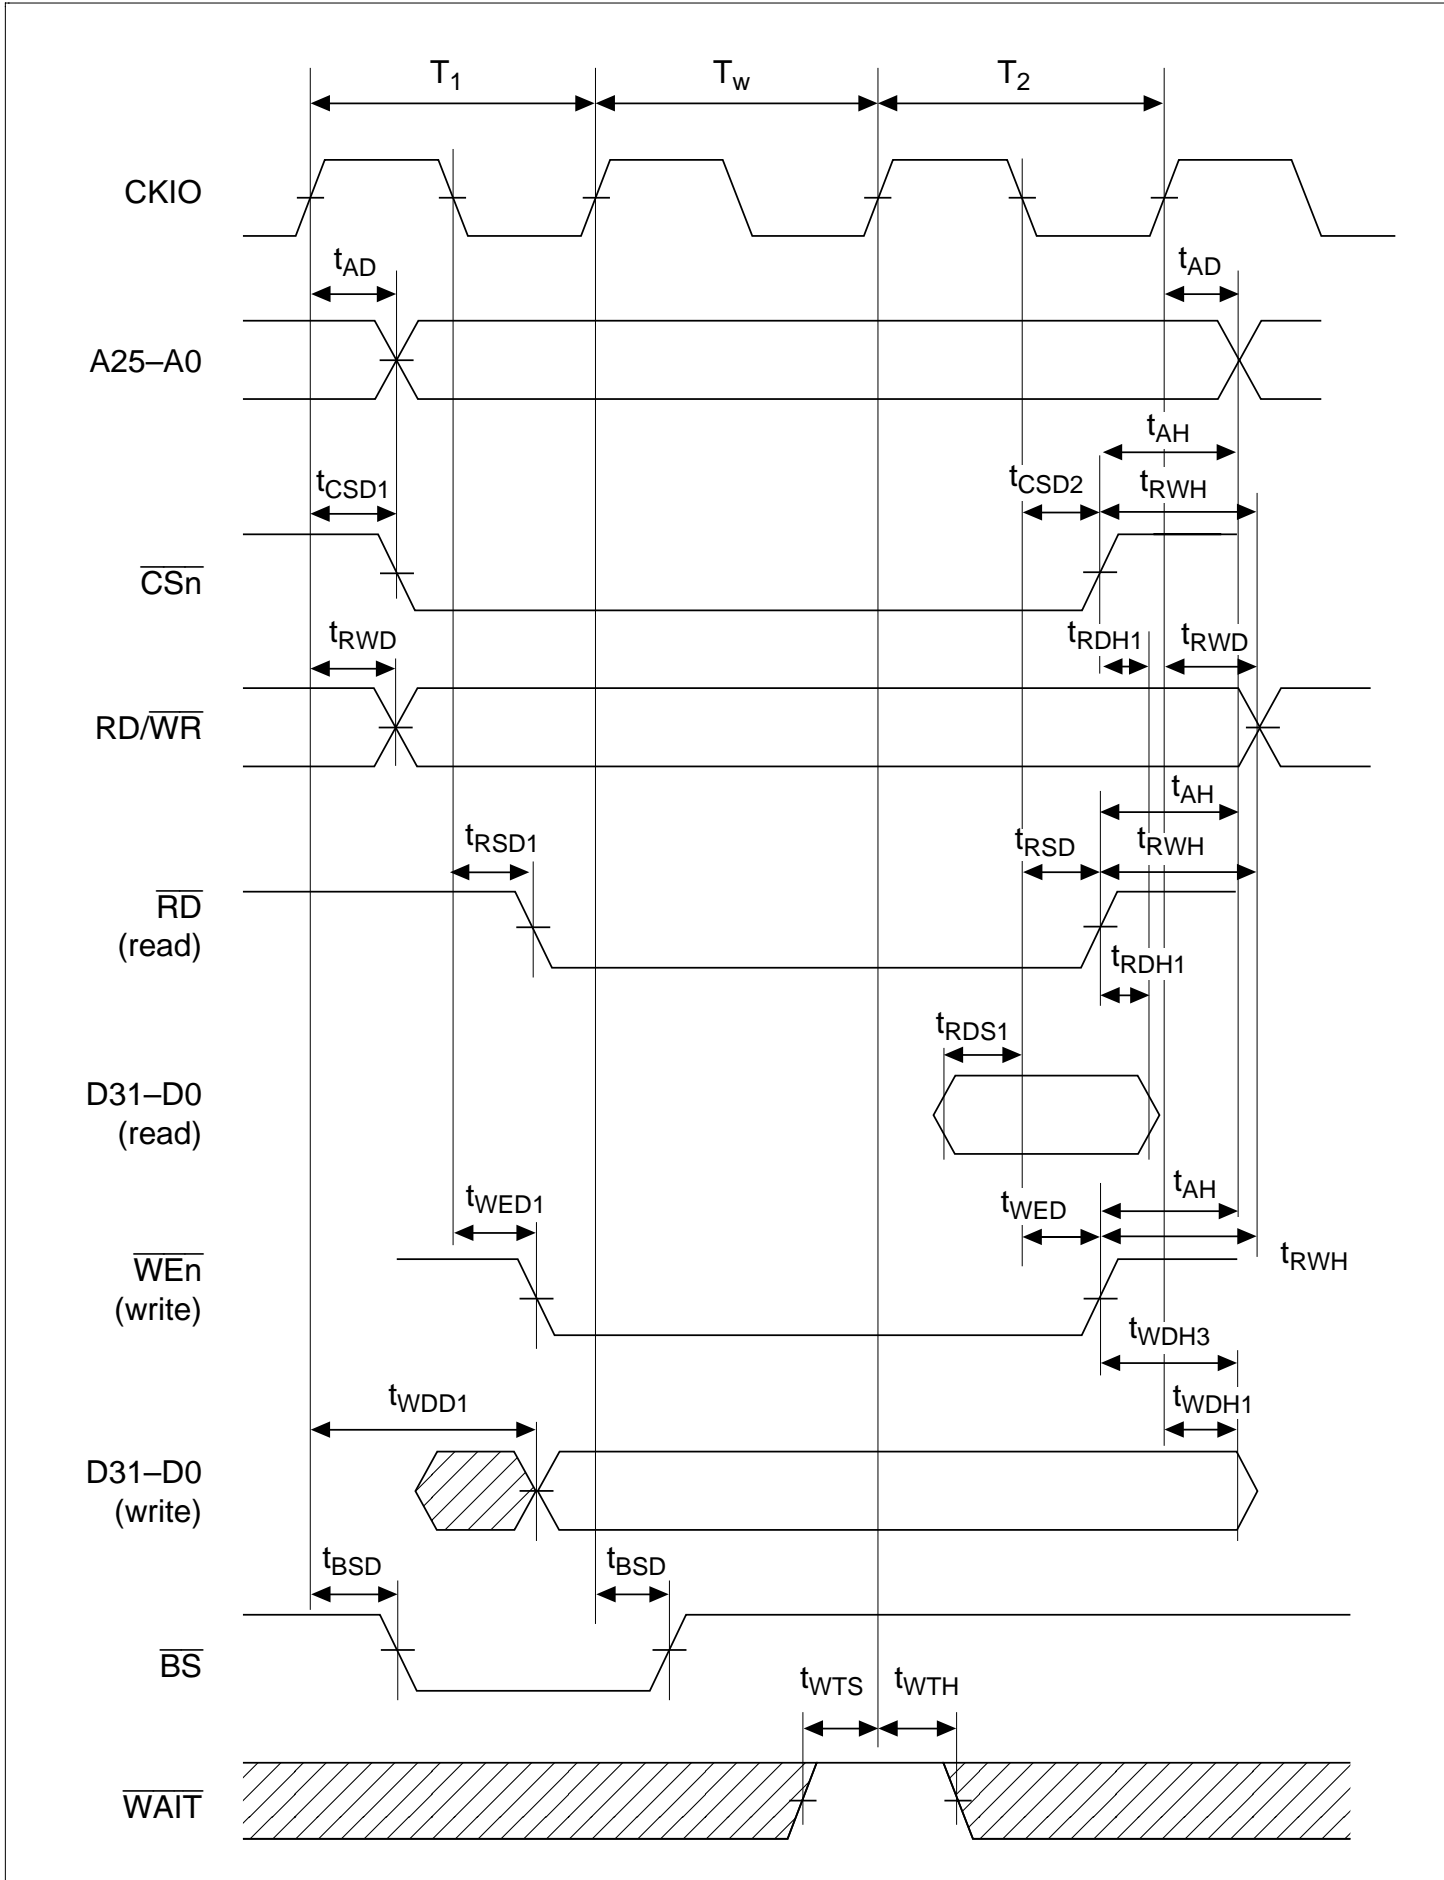 T1 Tw T2
CKIO
tAD tAD
A25–A0
tAH
tCSD1 tCSD2 tRWH
CSn
tRWD tRDH1 tRWD
RD/WR
tAH
tRSD1 tRSD tRWH
RD
(read)
tRDH1
tRDS1
D31–D0
(read)
tAH
tWED1 tWED
WEn
tRWH
(write)
tWDH3
tWDD1 tWDH1
D31–D0
(write)
tBSD tBSD
BS
tWTS tWTH
WAIT